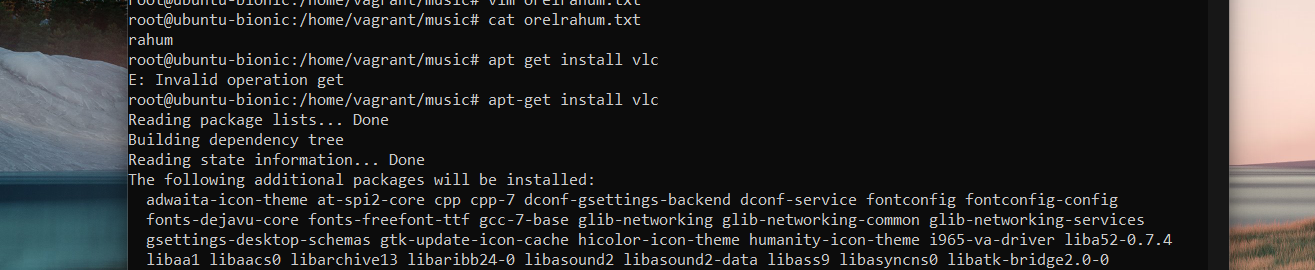 root@ubuntu-bionic:/home/vagrant/music# vim orelrahum.txt
root@ubuntu-bionic:/home/vagrant/music# cat orelrahum.txt
rahum
root@ubuntu-bionic:/home/vagrant/music# apt get install vlc
E: Invalid operation get
root@ubuntu-bionic:/home/vagrant/music# apt-get install vlc
Reading package lists... Done
Building dependency tree
Reading state information... Done
The following additional packages will be installed:
  adwaita-icon-theme at-spi2-core cpp cpp-7 dconf-gsettings-backend dconf-service fontconfig fontconfig-config
  fonts-dejavu-core fonts-freefont-ttf gcc-7-base glib-networking glib-networking-common glib-networking-services
  gsettings-desktop-schemas gtk-update-icon-cache hicolor-icon-theme humanity-icon-theme i965-va-driver liba52-0.7.4
  libaa1 libaacs0 libarchive13 libaribb24-0 libasound2 libasound2-data libass9 libasyncns0 libatk-bridge2.0-0